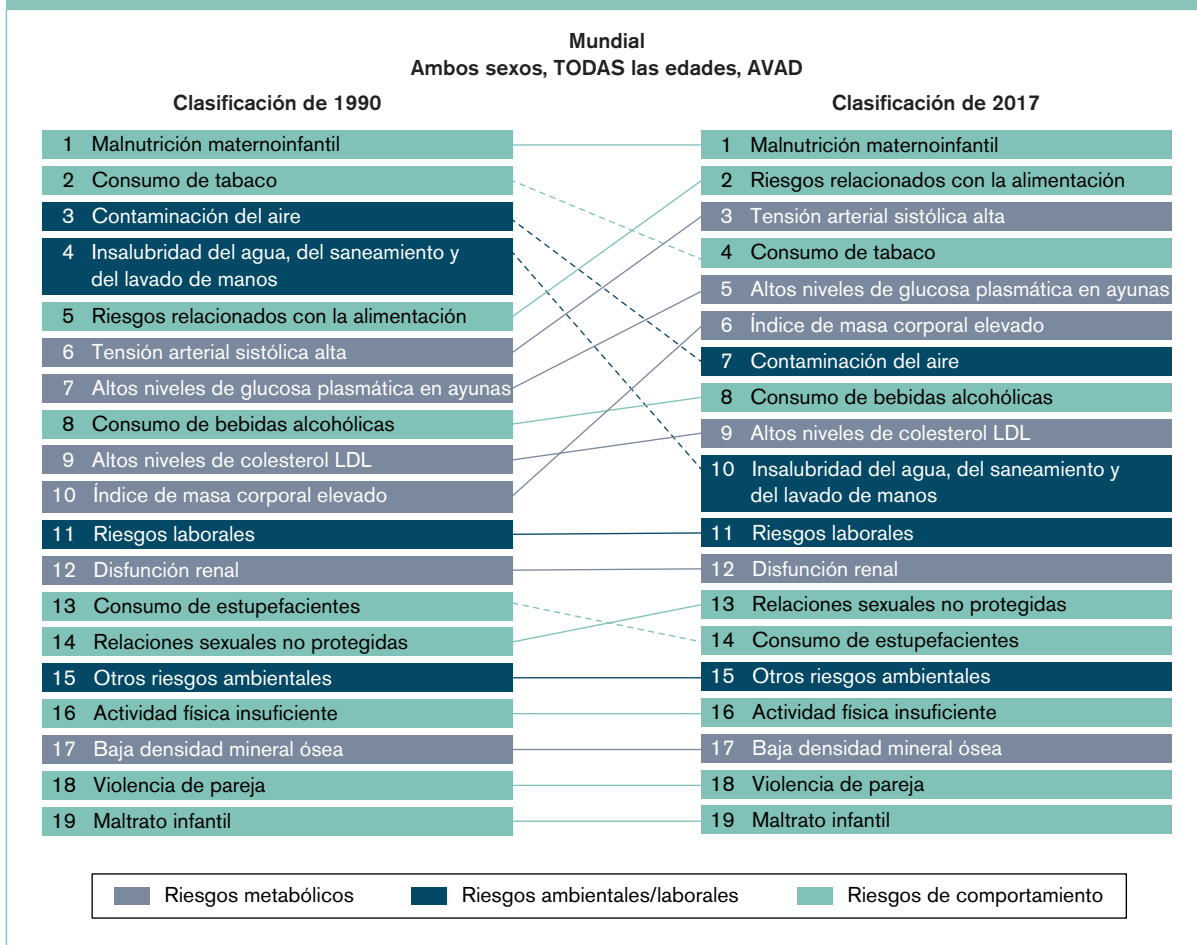 Mundial
Ambos sexos, TODAS las edades, AVAD
Clasificación de 1990
1 Malnutrición maternoinfantil
2 Consumo de tabaco
3 Contaminación del aire
4 Insalubridad del agua, del saneamiento y
del lavado de manos
5 Riesgos relacionados con la alimentación
6 Tensión arterial sistólica alta
7 Altos niveles de glucosa plasmática en ayunas
8 Consumo de bebidas alcohólicas
9 Altos niveles de colesterol LDL
10 Índice de masa corporal elevado
11 Riesgos laborales
12 Disfunción renal
13 Consumo de estupefacientes
14 Relaciones sexuales no protegidas
15 Otros riesgos ambientales
16 Actividad física insuficiente
17 Baja densidad mineral ósea
18 Violencia de pareja
19 Maltrato infantil
Clasificación de 2017
1 Malnutrición maternoinfantil
2 Riesgos relacionados con la alimentación
3 Tensión arterial sistólica alta
4 Consumo de tabaco
5 Altos niveles de glucosa plasmática en ayunas
6 Índice de masa corporal elevado
7 Contaminación del aire
8 Consumo de bebidas alcohólicas
9 Altos niveles de colesterol LDL
10 Insalubridad del agua, del saneamiento y
del lavado de manos
11 Riesgos laborales
12 Disfunción renal
13 Relaciones sexuales no protegidas
14 Consumo de estupefacientes
15 Otros riesgos ambientales
16 Actividad física insuficiente
17 Baja densidad mineral ósea
18 Violencia de pareja
19 Maltrato infantil
Riesgos metabólicos
Riesgos ambientales/laborales
Riesgos de comportamiento